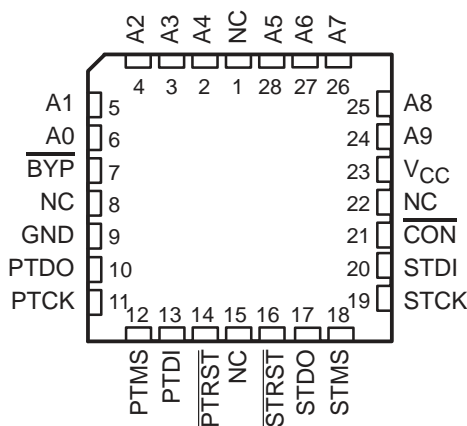 A2 A3 A4 NC A5 A6 A7
4 3 2 1 28 27 26
A1 5 25 A8
A0 6 24 A9
BYP 7 23 VCC
NC 8 22 NC
GND 9 21 CON
PTDO 10 20 STDI
PTCK 11 19 STCK
12 13 14 15 16 17 18
PTMS PTDI PTRST NC STRST STDO STMS